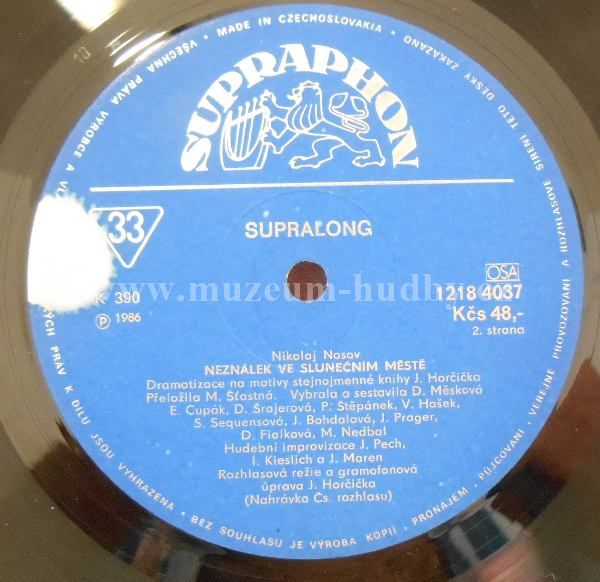 SUPRAPHON
33
SUPRALONG
K 390
℗ 1986
OSA
1218 4037
Kčs 48,-
2. strana
Nikolaj Nosov
NEZNÁLEK VE SLUNEČNÍM MĚSTĚ
Dramatizace na motivy stejnojmenné knihy J. Horčička
Přeložila M. Šťastná. Vybrala a sestavila D. Měsková
E. Cupák, D. Šrajerová, P. Štěpánek, V. Hašek,
S. Sequensová, J. Bohdalová, J. Prager,
D. Fialková, M. Nedbal
Hudební improvizace J. Pech,
I. Kieslich a J. Maren
Rozhlasová režie a gramofonová
úprava J. Horčička
(Nahrávka Čs. rozhlasu)
VŠECHNA PRÁVA VÝROBCE A
PRÁV K DÍLU JSOU VYHRAZENA • BEZ SOUHLASU JE VÝROBA KOPIÍ, PRONÁJEM, PŮJČOVÁNÍ, VEŘEJNÉ PROVOZOVÁNÍ A ROZHLASOVÉ ŠÍŘENÍ TÉTO DESKY ZAKÁZÁNO • MADE IN CZECHOSLOVAKIA •
www.muzeum-hudby